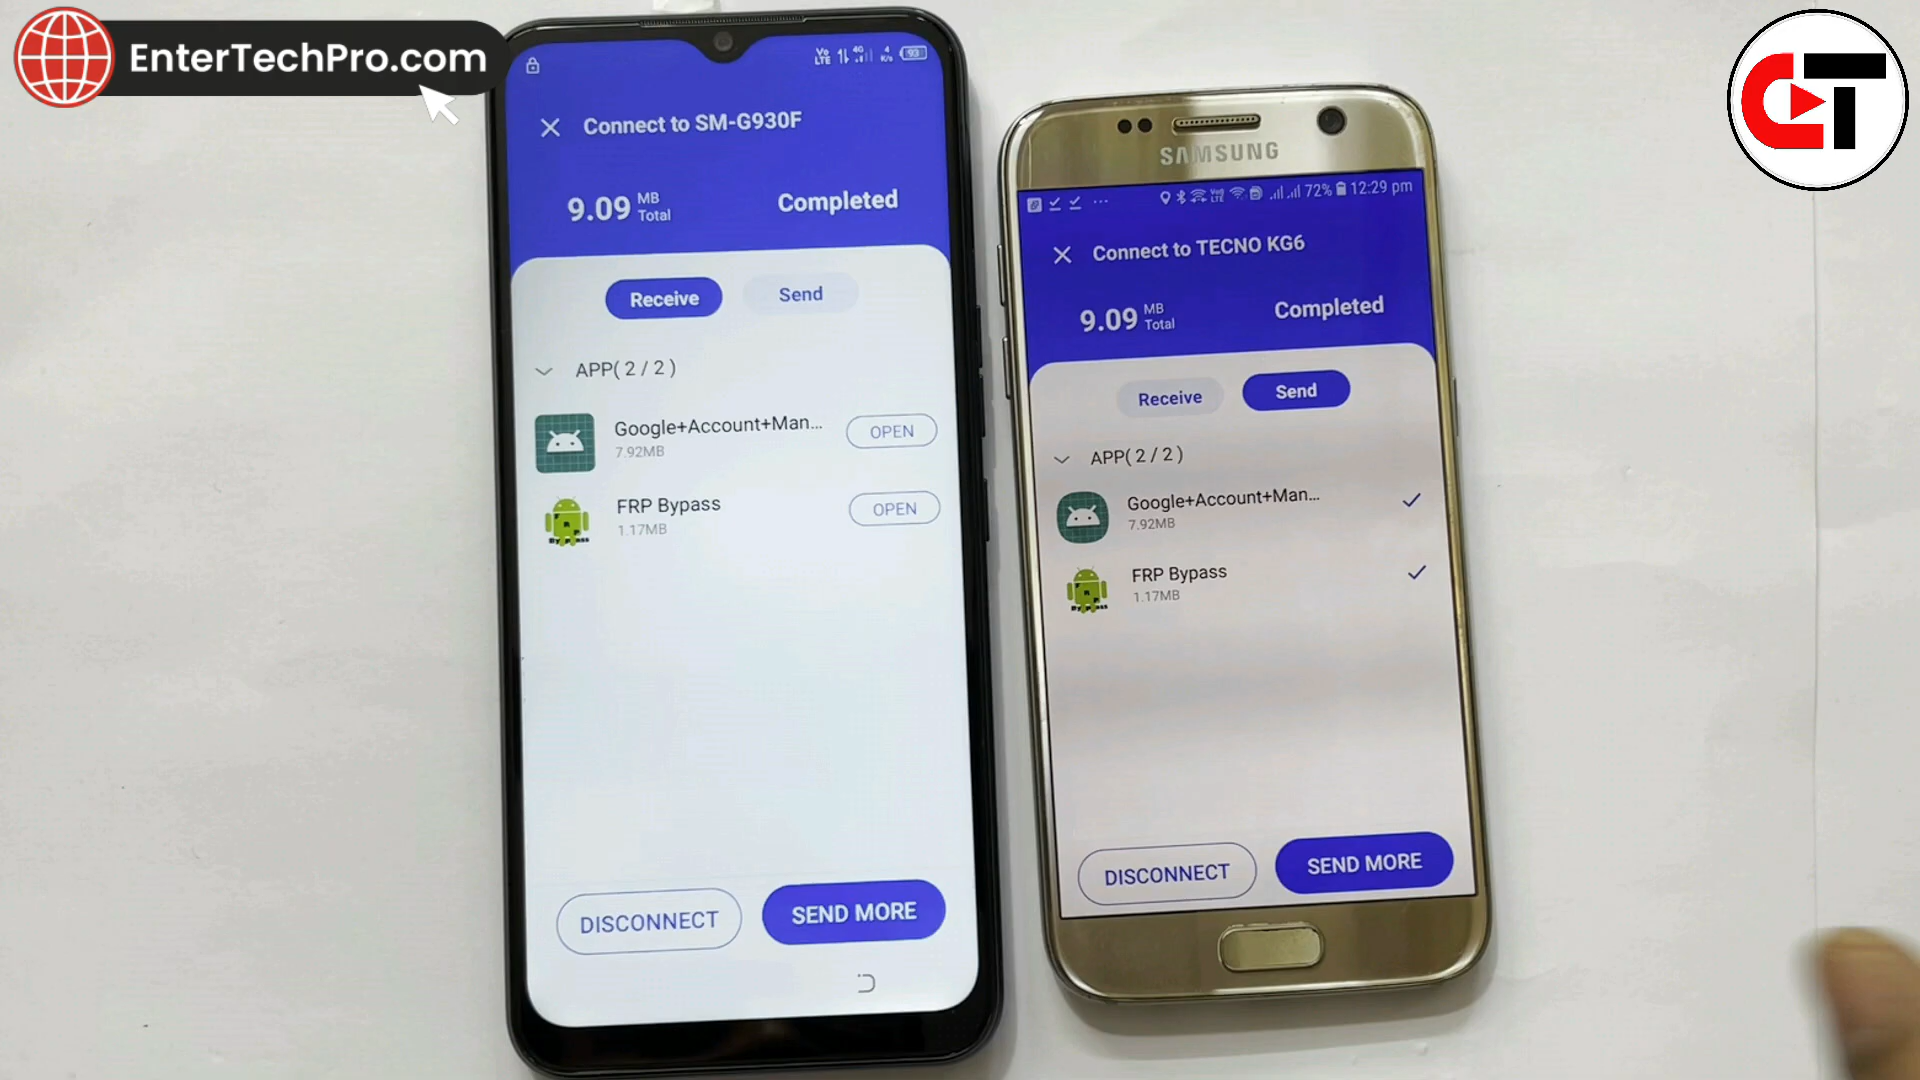 EnterTechPro.com
CT
Connect to SM-G930F
9.09 MB Total
Completed
Receive
Send
APP( 2 / 2 )
Google+Account+Man...
7.92MB
OPEN
FRP Bypass
1.17MB
OPEN
DISCONNECT
SEND MORE
SAMSUNG
72% 12:29 pm
Connect to TECNO KG6
9.09 MB Total
Completed
Receive
Send
APP( 2 / 2 )
Google+Account+Man...
7.92MB
FRP Bypass
1.17MB
DISCONNECT
SEND MORE